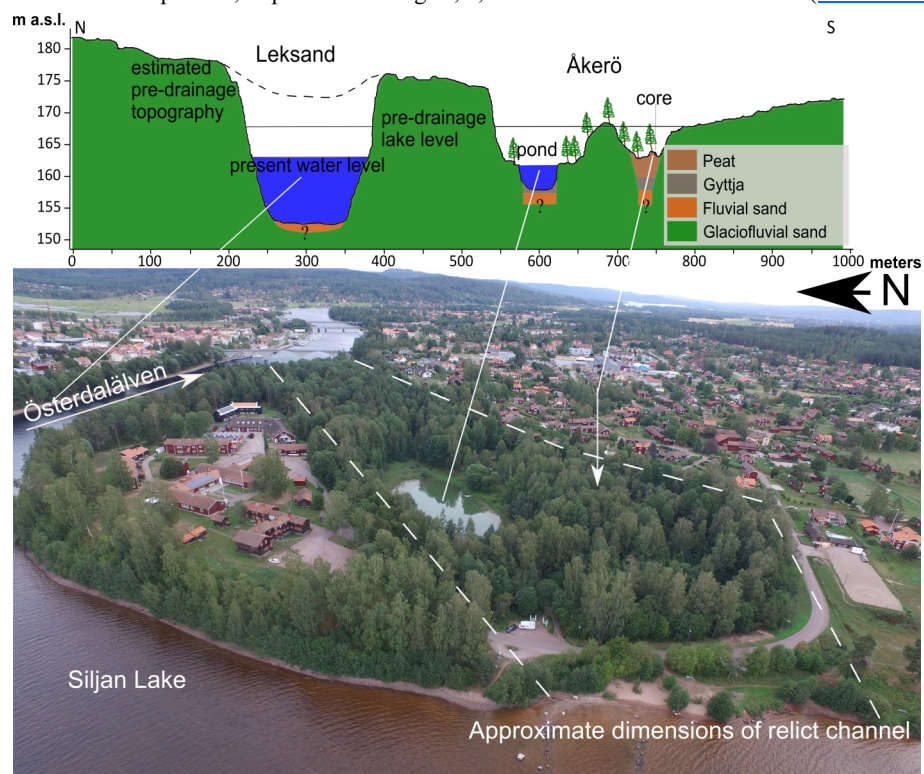 m a.s.l.
N
S
180
175
170
165
160
155
150
Leksand
Åkerö
estimated
pre-drainage
topography
pre-drainage
lake level
core
pond
present water level
?
?
?
Peat
Gyttja
Fluvial sand
Glaciofluvial sand
0 100 200 300 400 500 600 700 800 900 1000 meters
N
Österdalälven
Siljan Lake
Approximate dimensions of relict channel